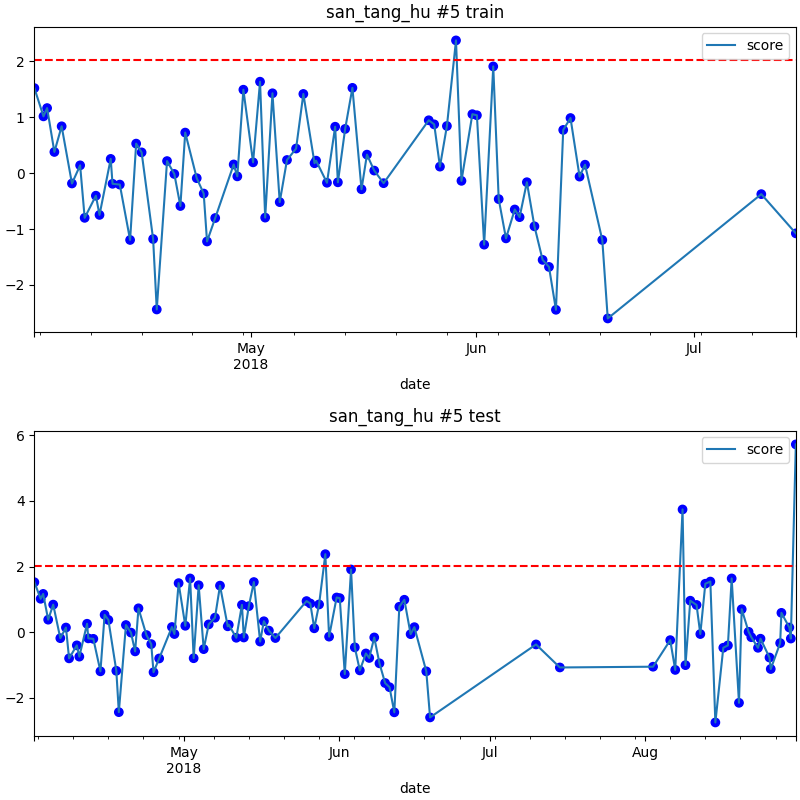 san_tang_hu #5 train
score
2
1
0
−1
−2
May
2018
Jun
Jul
date
san_tang_hu #5 test
score
6
4
2
0
−2
May
2018
Jun
Jul
Aug
date